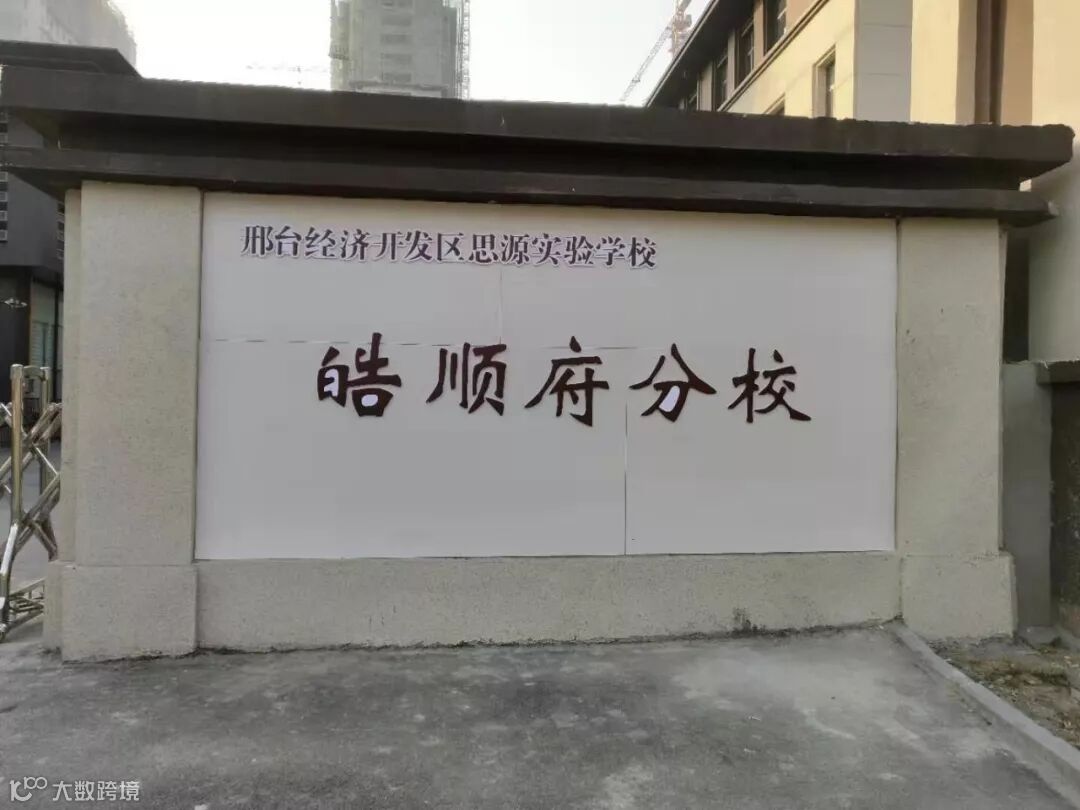 邢台经济开发区思源实验学校
皓顺府分校
大数跨境